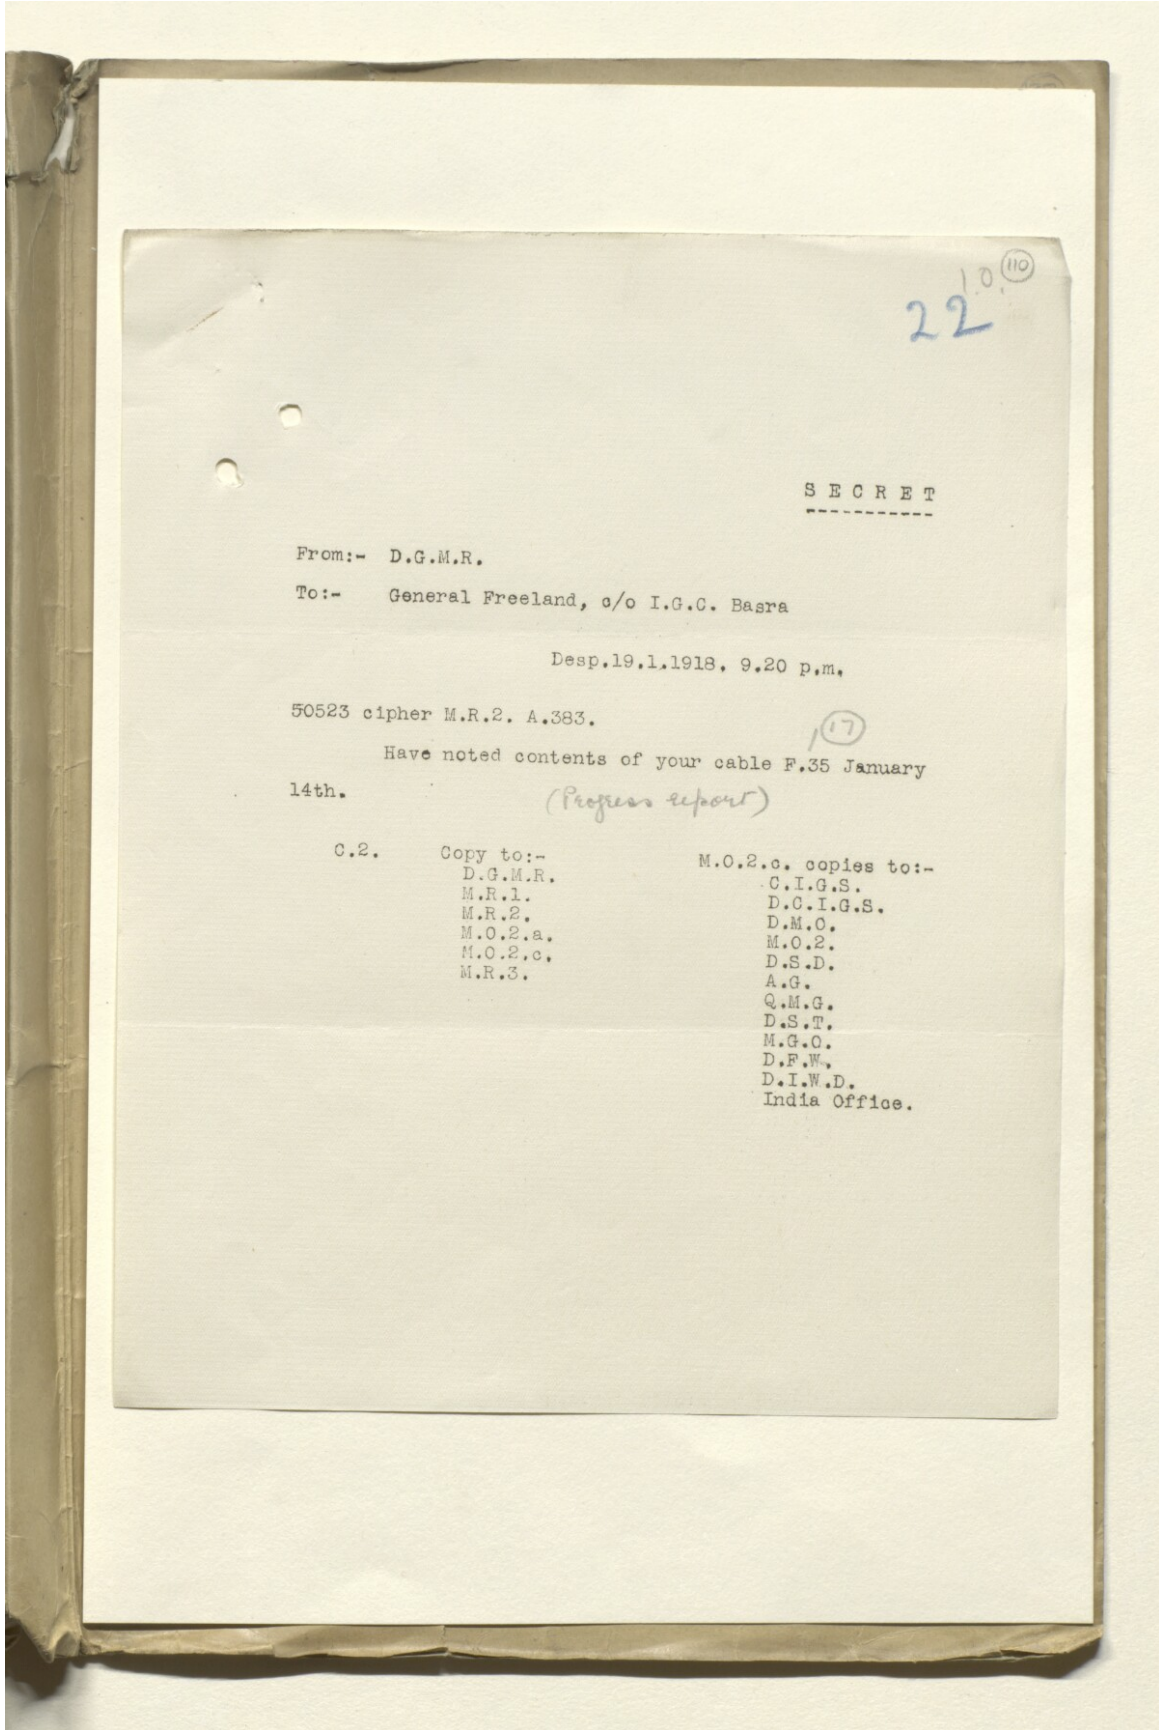 110
I.O.
22
SECRET
From:- D.G.M.R.
To:- General Freeland, c/o I.G.C. Basra
Desp.19.1.1918. 9.20 p.m.
50523 cipher M.R.2. A.383.
17
Have noted contents of your cable F.35 January
14th.
(Progress report)
C.2. Copy to:-
D.G.M.R.
M.R.1.
M.R.2.
M.O.2.a.
M.O.2.c.
M.R.3.
M.O.2.c. copies to:-
C.I.G.S.
D.C.I.G.S.
D.M.O.
M.O.2.
D.S.D.
A.G.
Q.M.G.
D.S.T.
M.G.O.
D.F.W.
D.I.W.D.
India Office.